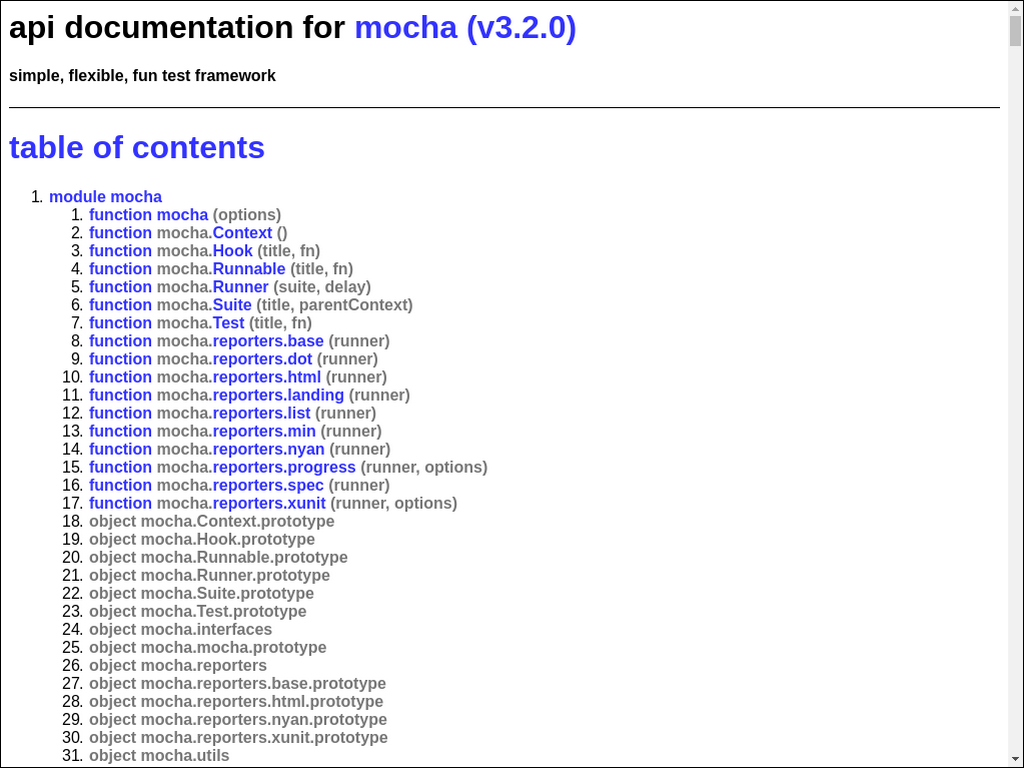 api documentation for mocha (v3.2.0)
simple, flexible, fun test framework
table of contents
1. module mocha
1. function mocha (options)
2. function mocha.Context ()
3. function mocha.Hook (title, fn)
4. function mocha.Runnable (title, fn)
5. function mocha.Runner (suite, delay)
6. function mocha.Suite (title, parentContext)
7. function mocha.Test (title, fn)
8. function mocha.reporters.base (runner)
9. function mocha.reporters.dot (runner)
10. function mocha.reporters.html (runner)
11. function mocha.reporters.landing (runner)
12. function mocha.reporters.list (runner)
13. function mocha.reporters.min (runner)
14. function mocha.reporters.nyan (runner)
15. function mocha.reporters.progress (runner, options)
16. function mocha.reporters.spec (runner)
17. function mocha.reporters.xunit (runner, options)
18. object mocha.Context.prototype
19. object mocha.Hook.prototype
20. object mocha.Runnable.prototype
21. object mocha.Runner.prototype
22. object mocha.Suite.prototype
23. object mocha.Test.prototype
24. object mocha.interfaces
25. object mocha.mocha.prototype
26. object mocha.reporters
27. object mocha.reporters.base.prototype
28. object mocha.reporters.html.prototype
29. object mocha.reporters.nyan.prototype
30. object mocha.reporters.xunit.prototype
31. object mocha.utils